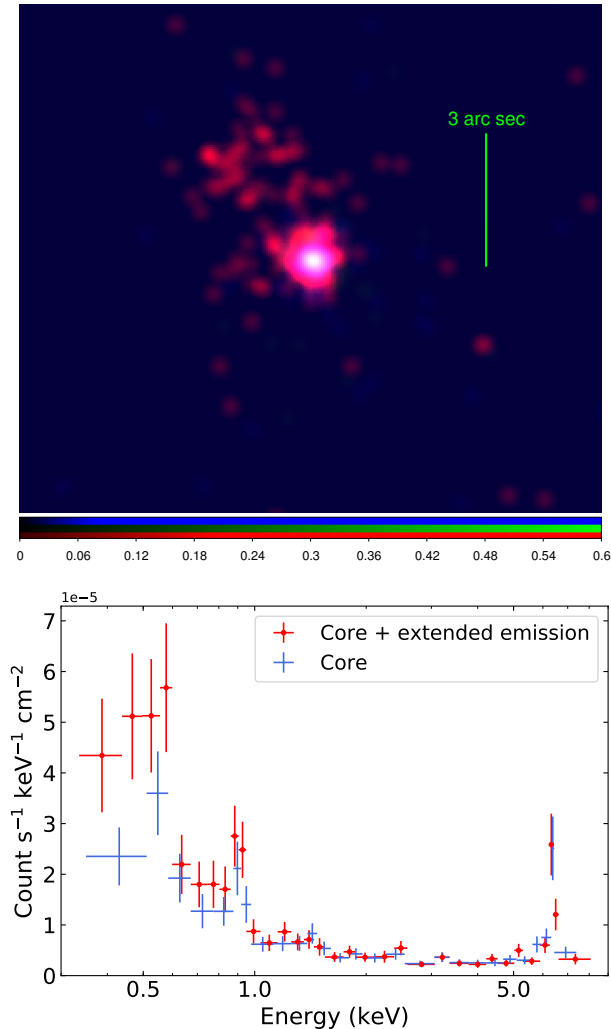 3 arc sec
0 0.06 0.12 0.18 0.24 0.3 0.36 0.42 0.48 0.54 0.6
1e−5
Core + extended emission
Core
7
6
5
4
3
2
1
0
Count s⁻¹ keV⁻¹ cm⁻²
0.5 1.0 5.0
Energy (keV)